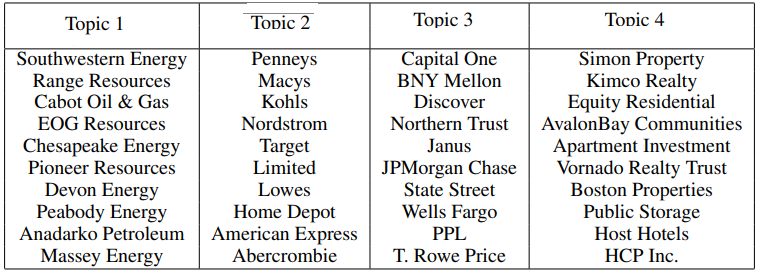 Topic 1 Topic 2 Topic 3 Topic 4
Southwestern Energy Penneys Capital One Simon Property
Range Resources Macys BNY Mellon Kimco Realty
Cabot Oil & Gas Kohls Discover Equity Residential
EOG Resources Nordstrom Northern Trust AvalonBay Communities
Chesapeake Energy Target Janus Apartment Investment
Pioneer Resources Limited JPMorgan Chase Vornado Realty Trust
Devon Energy Lowes State Street Boston Properties
Peabody Energy Home Depot Wells Fargo Public Storage
Anadarko Petroleum American Express PPL Host Hotels
Massey Energy Abercrombie T. Rowe Price HCP Inc.